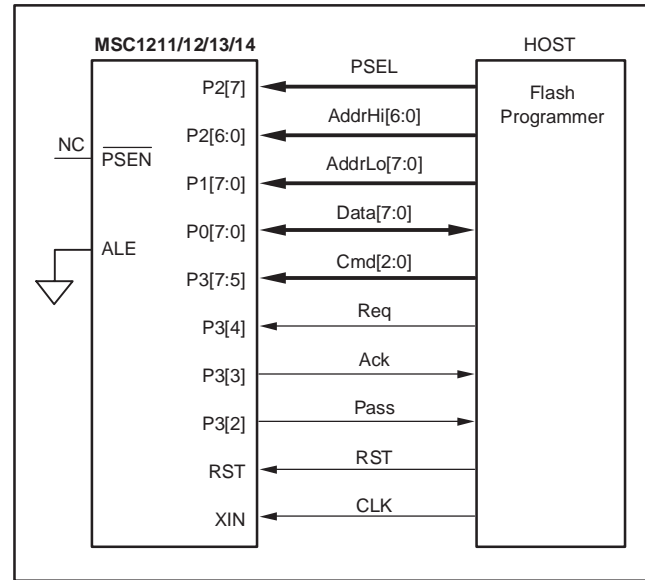 MSC1211/12/13/14
HOST
P2[7]
PSEL
Flash
Programmer
P2[6:0]
AddrHi[6:0]
NC
PSEN
P1[7:0]
AddrLo[7:0]
P0[7:0]
Data[7:0]
ALE
P3[7:5]
Cmd[2:0]
P3[4]
Req
P3[3]
Ack
P3[2]
Pass
RST
RST
XIN
CLK